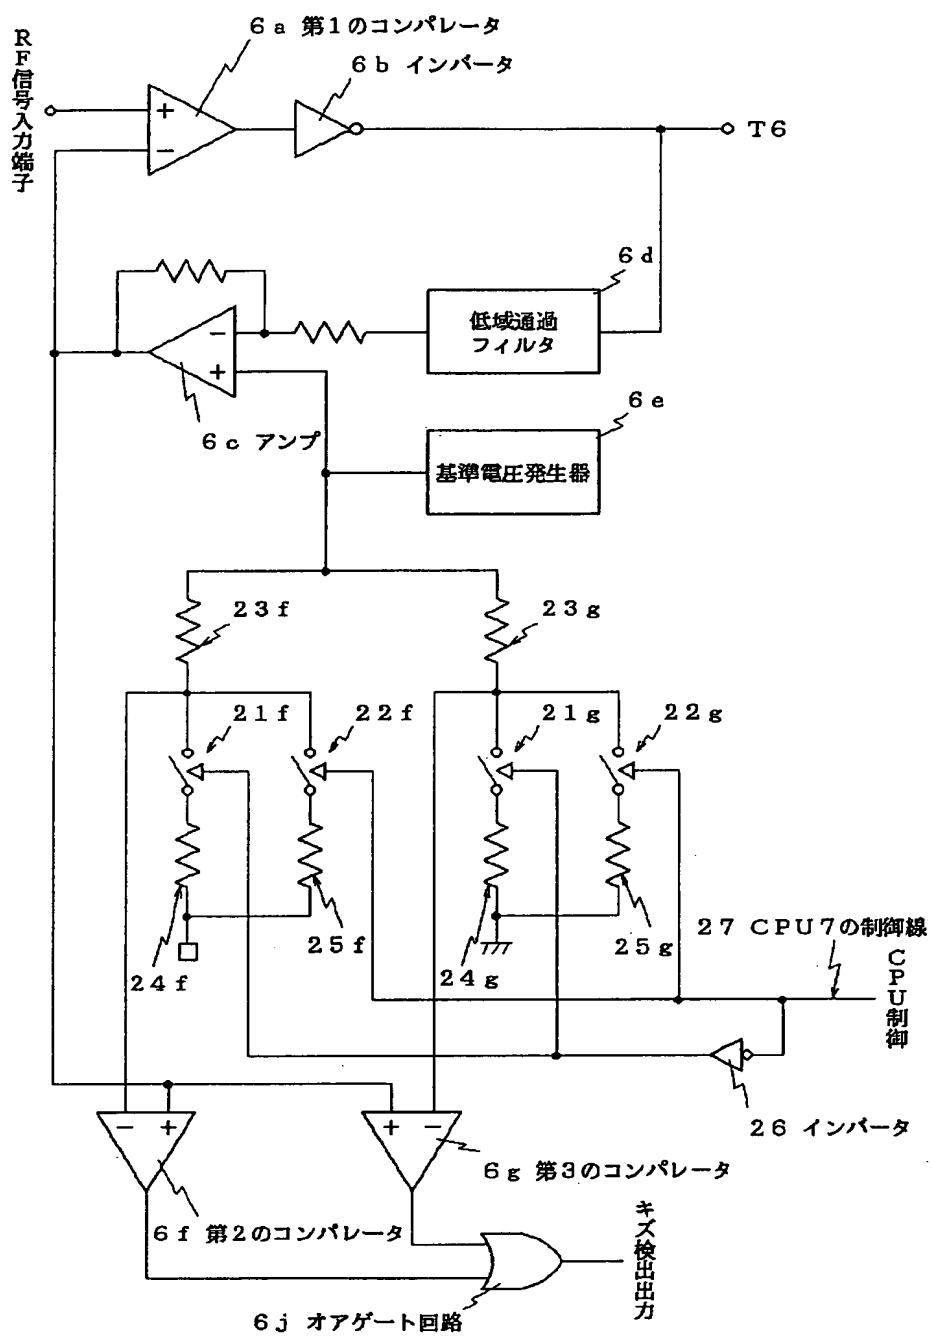 6a 第1のコンパレータ
RF信号入力端子
6b インバータ
+
−
T6
6d
低域通過
フィルタ
−
+
6c アンプ
6e
基準電圧発生器
23f
23g
21f
22f
21g
22g
24f
25f
24g
25g
27 CPU7の制御線
CPU制御
26 インバータ
−
+
+
−
6g 第3のコンパレータ
6f 第2のコンパレータ
キズ検出出力
6j オアゲート回路